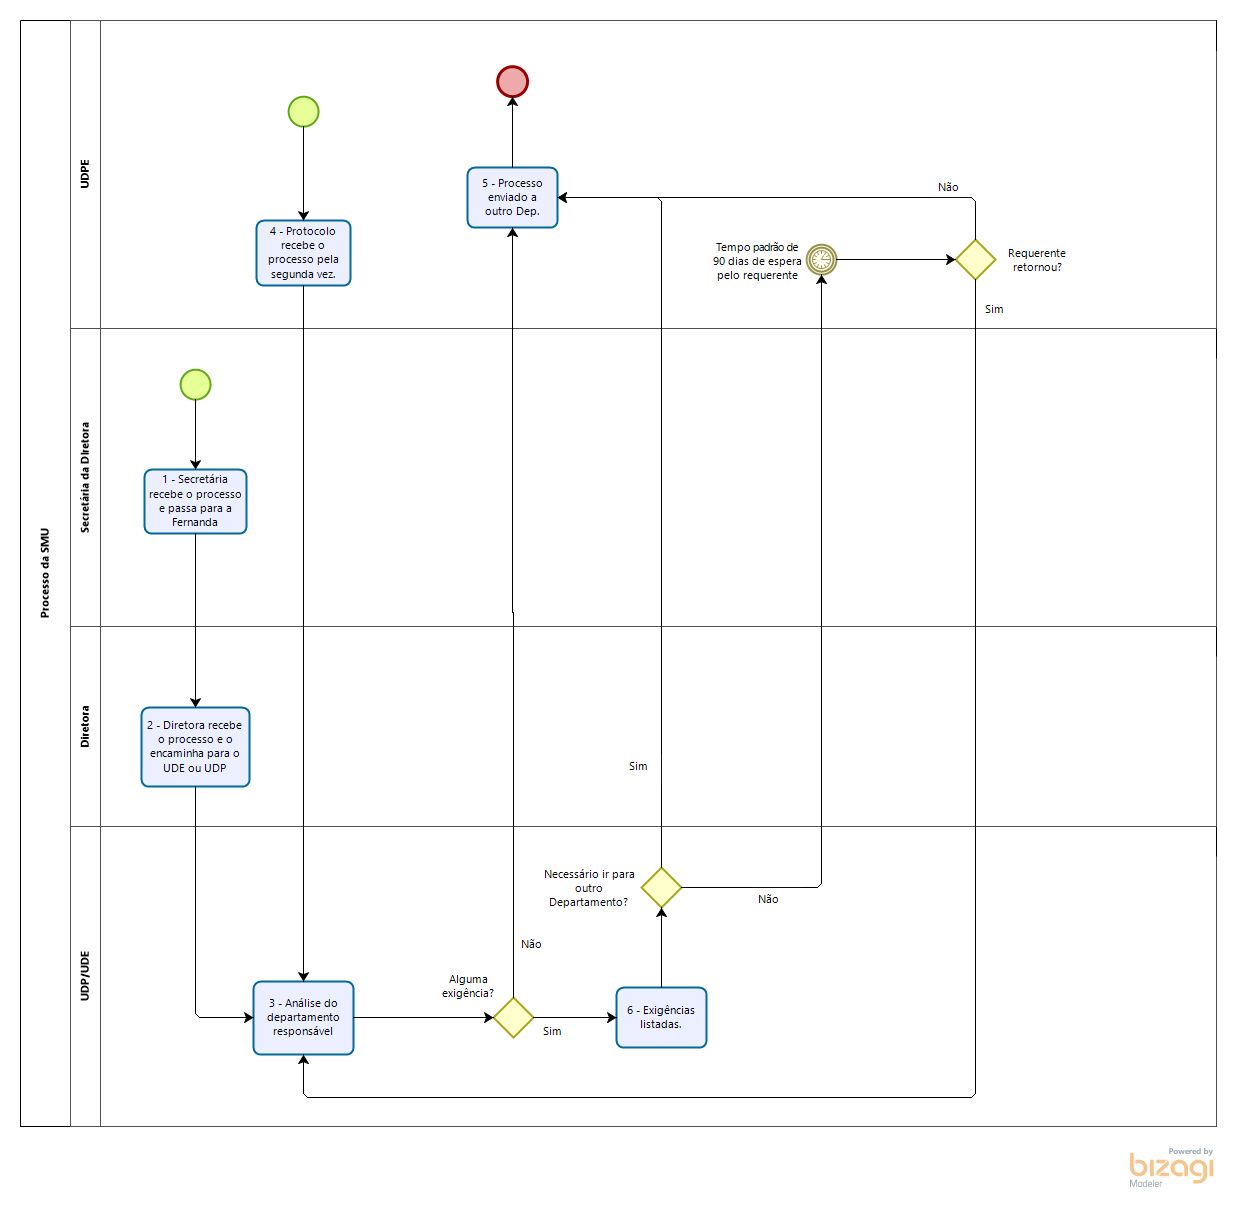 Processo da SMU
UDPE
Secretária da DIretora
Diretora
UDP/UDE
4 - Protocolo
recebe o
processo pela
segunda vez.
5 - Processo
enviado a
outro Dep.
Não
Tempo padrão de
90 dias de espera
pelo requerente
Requerente
retornou?
Sim
1 - Secretária
recebe o processo
e passa para a
Fernanda
2 - Diretora recebe
o processo e o
encaminha para o
UDE ou UDP
Sim
Necessário ir para
outro
Departamento?
Não
Não
Alguma
exigência?
Sim
3 - Análise do
departamento
responsável
6 - Exigências
listadas.
Powered by
bizagi
Modeler